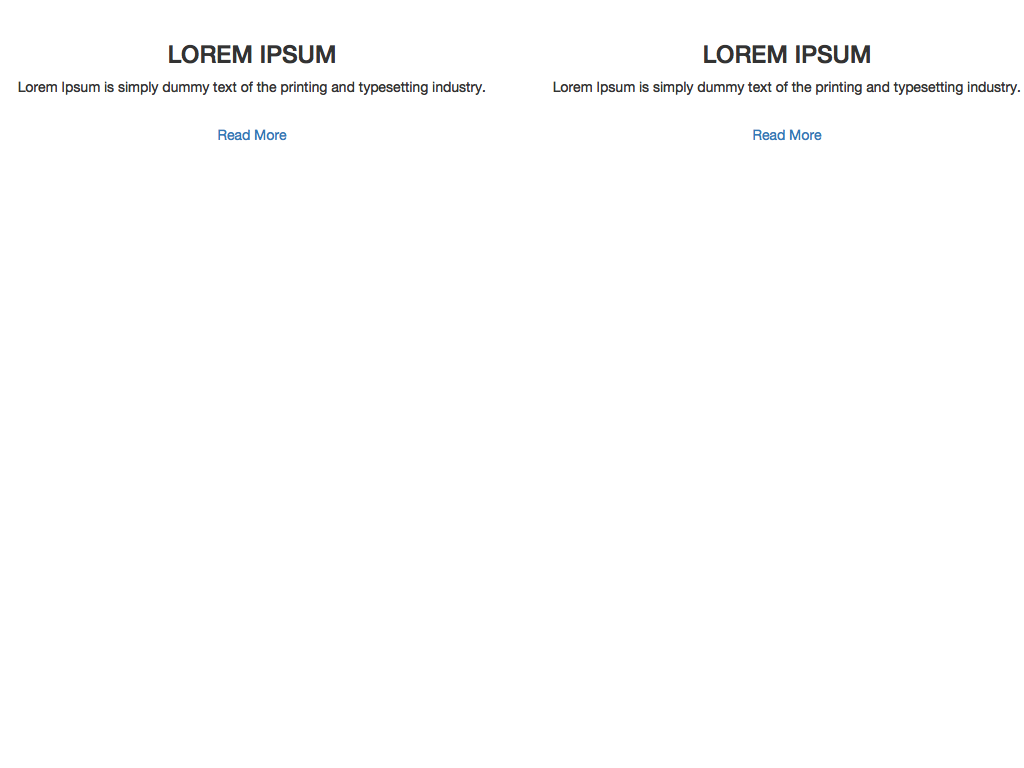 LOREM IPSUM
Lorem Ipsum is simply dummy text of the printing and typesetting industry.
Read More
LOREM IPSUM
Lorem Ipsum is simply dummy text of the printing and typesetting industry.
Read More